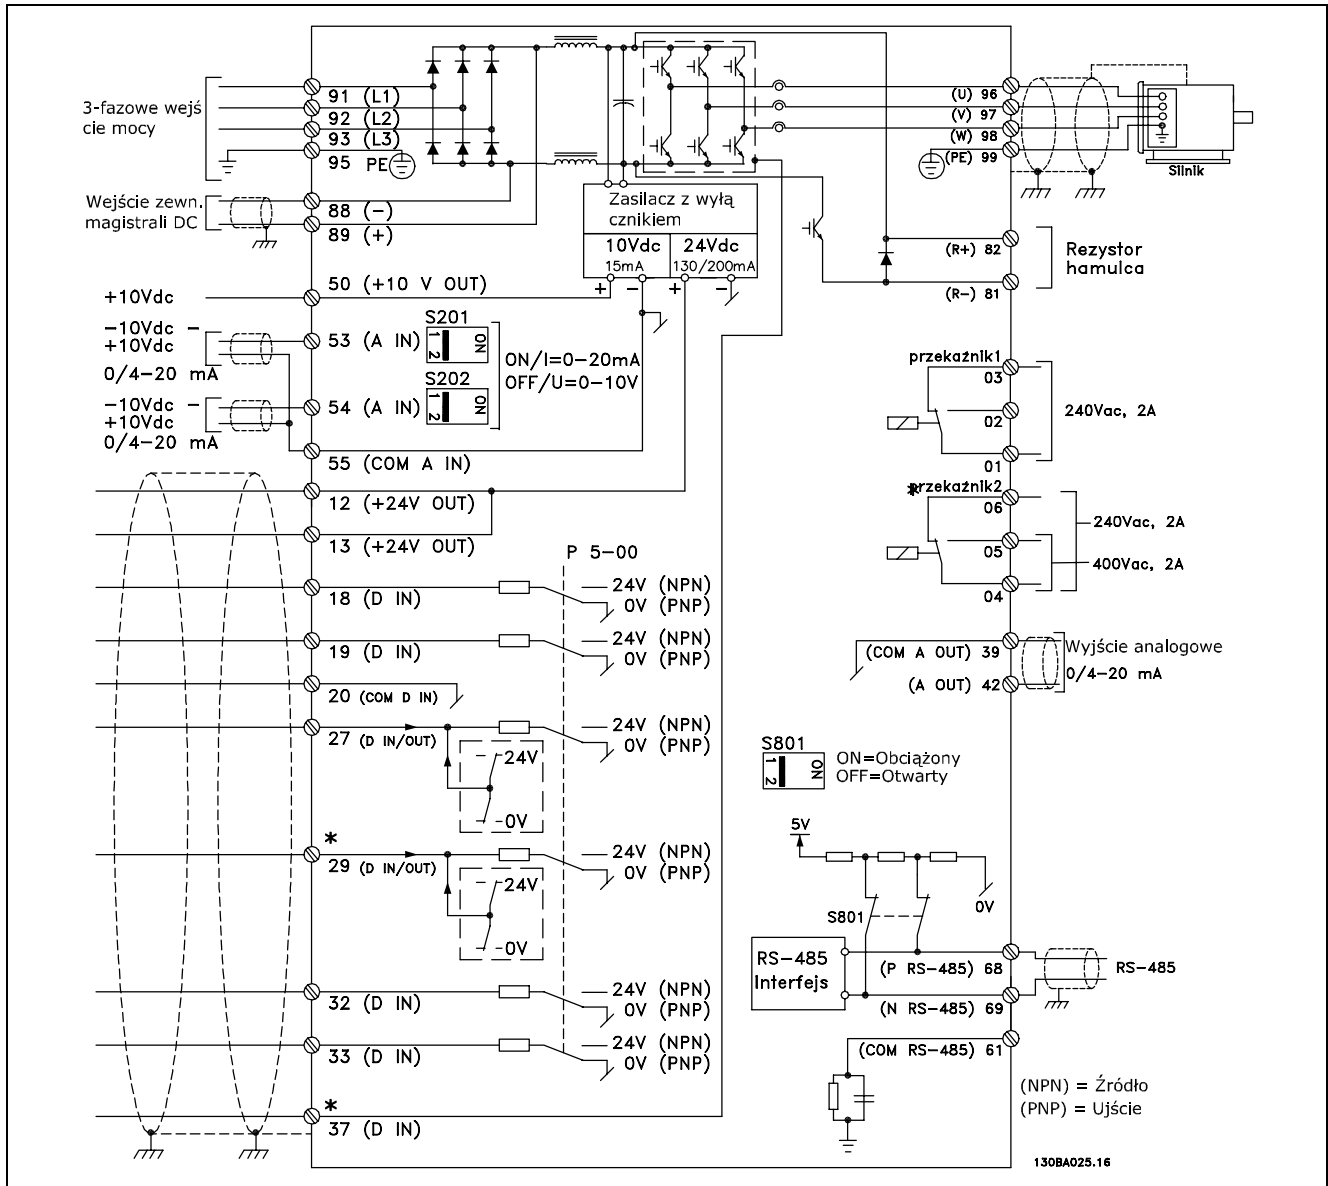 3-fazowe wejś
cie mocy
91 (L1)
92 (L2)
93 (L3)
95 PE
Wejście zewn.
magistrali DC
88 (−)
89 (+)
+10Vdc
50 (+10 V OUT)
−10Vdc −
+10Vdc
0/4−20 mA
53 (A IN)
S201
1 2
ON
ON/I=0−20mA
OFF/U=0−10V
S202
1 2
ON
−10Vdc −
+10Vdc
0/4−20 mA
54 (A IN)
55 (COM A IN)
12 (+24V OUT)
13 (+24V OUT)
P 5-00
18 (D IN)
24V (NPN)
0V (PNP)
19 (D IN)
24V (NPN)
0V (PNP)
20 (COM D IN)
27 (D IN/OUT)
24V (NPN)
0V (PNP)
24V
0V
*
29 (D IN/OUT)
24V (NPN)
0V (PNP)
24V
0V
32 (D IN)
24V (NPN)
0V (PNP)
33 (D IN)
24V (NPN)
0V (PNP)
*
37 (D IN)
Zasilacz z wyłą
cznikiem
10Vdc
15mA
24Vdc
130/200mA
+ − + −
(U) 96
(V) 97
(W) 98
(PE) 99
Silnik
(R+) 82
(R−) 81
Rezystor
hamulca
przekaźnik1
03
02
01
240Vac, 2A
*przekaźnik2
06
05
04
240Vac, 2A
400Vac, 2A
(COM A OUT) 39
(A OUT) 42
Wyjście analogowe
0/4−20 mA
S801
1 2
ON
ON=Obciążony
OFF=Otwarty
5V
0V
S801
RS−485
Interfejs
(P RS−485) 68
(N RS−485) 69
(COM RS−485) 61
RS−485
(NPN) = Źródło
(PNP) = Ujście
130BA025.16